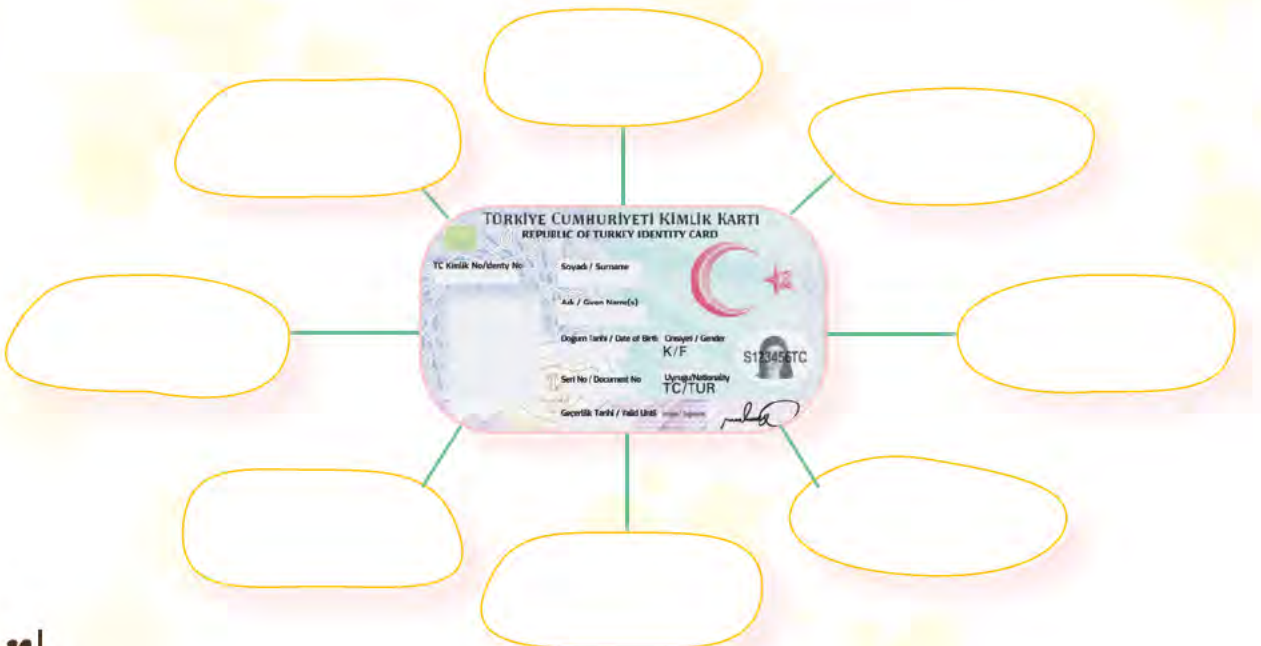 TÜRKİYE CUMHURİYETİ KİMLİK KARTI
REPUBLIC OF TURKEY IDENTITY CARD
TC Kimlik No/Identy No
Soyadı / Surname
Adı / Given Name(s)
Doğum Tarihi / Date of Birth Cinsiyet / Gender
K/F
S123456TC
Seri No / Document No Uyruğu/Nationality
TC/TUR
Geçerlilik Tarihi / Valid Until